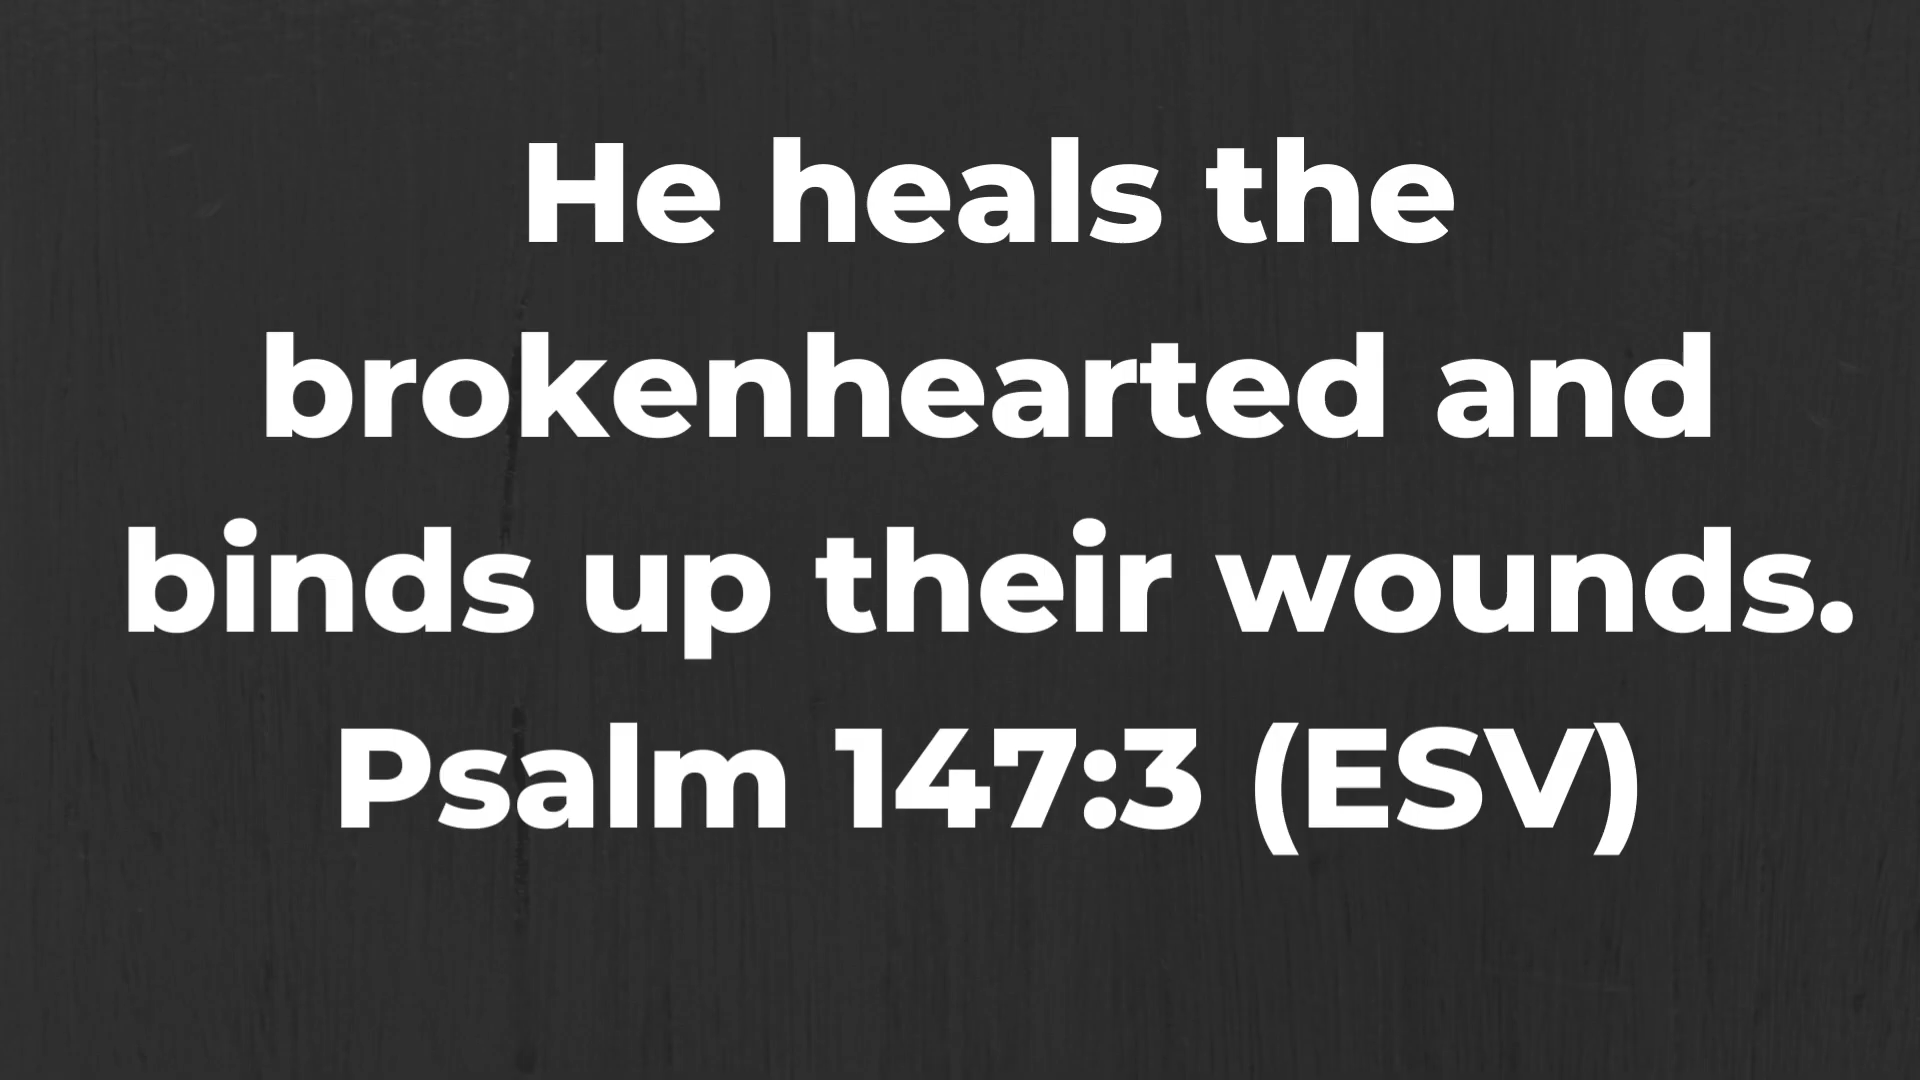 He heals the
brokenhearted and
binds up their wounds.
Psalm 147:3 (ESV)